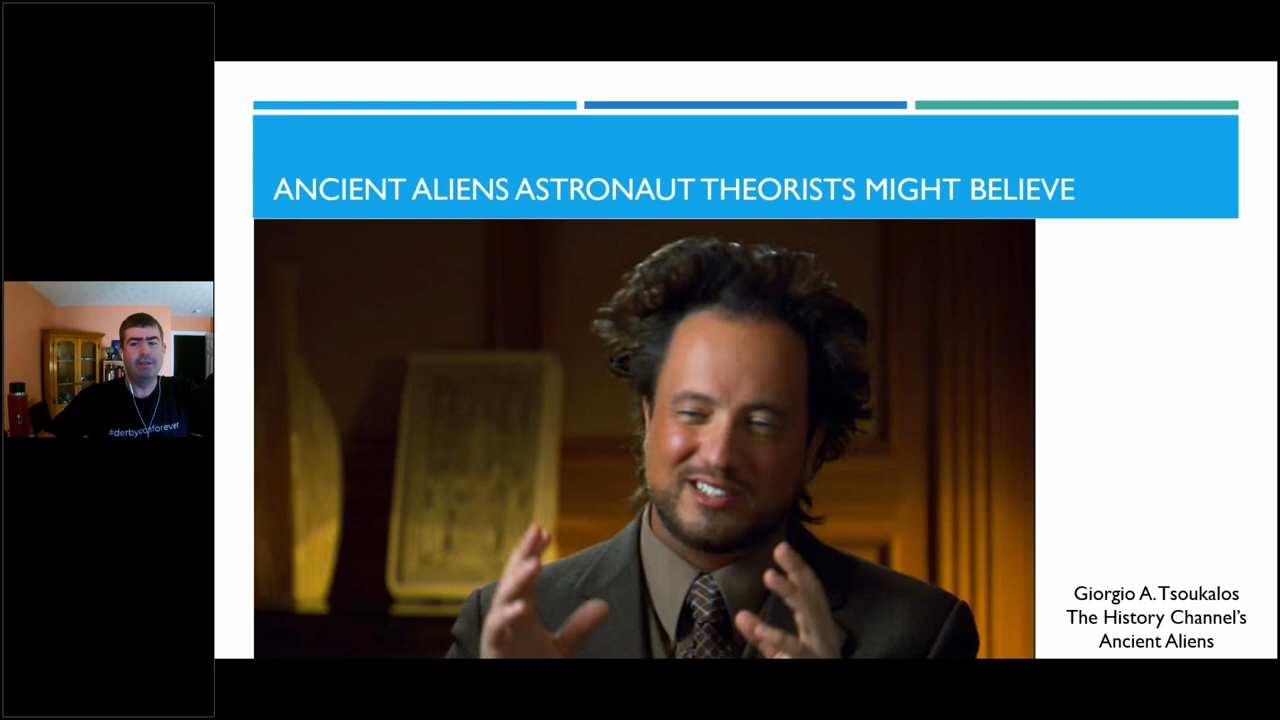 ANCIENT ALIENS ASTRONAUT THEORISTS MIGHT BELIEVE
#derbyconforever
Giorgio A. Tsoukalos
The History Channel's
Ancient Aliens